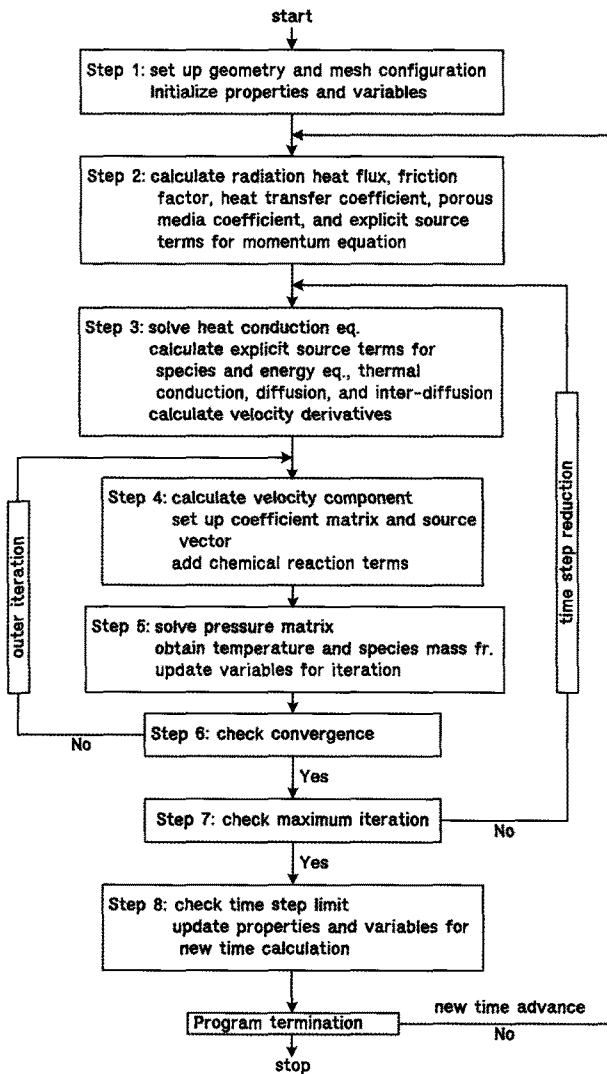 start
Step 1: set up geometry and mesh configuration
Initialize properties and variables
Step 2: calculate radiation heat flux, friction
factor, heat transfer coefficient, porous
media coefficient, and explicit source
terms for momentum equation
Step 3: solve heat conduction eq.
calculate explicit source terms for
species and energy eq., thermal
conduction, diffusion, and inter-diffusion
calculate velocity derivatives
time step reduction
outer iteration
Step 4: calculate velocity component
set up coefficient matrix and source
vector
add chemical reaction terms
Step 5: solve pressure matrix
obtain temperature and species mass fr.
update variables for iteration
Step 6: check convergence
No
Yes
Step 7: check maximum iteration
No
Yes
Step 8: check time step limit
update properties and variables for
new time calculation
Program termination
new time advance
No
stop